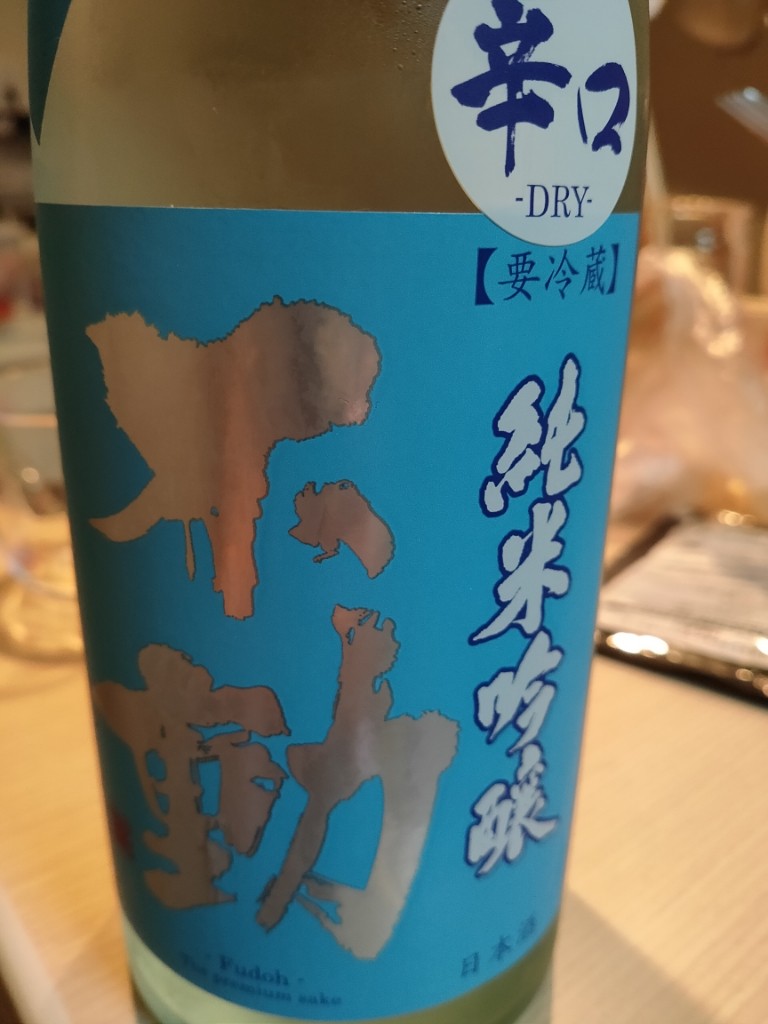 辛口
-DRY-
【要冷蔵】
不動
純米吟醸
- Fudoh -
The premium sake
日本酒